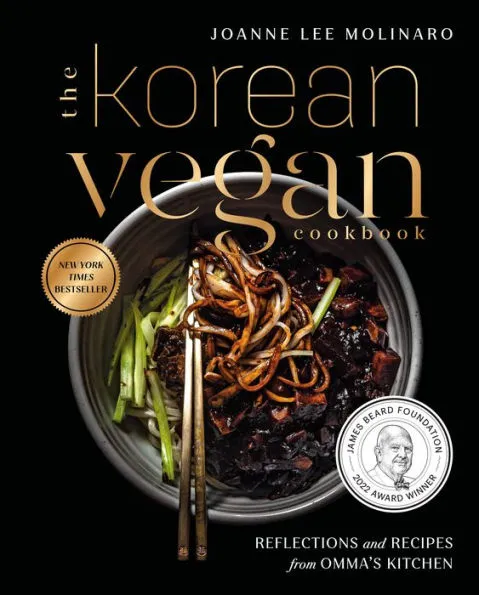 JOANNE LEE MOLINARO
the
korean
vegan
cookbook
NEW YORK
TIMES
BESTSELLER
JAMES BEARD FOUNDATION
2022 AWARD WINNER
REFLECTIONS and RECIPES
from OMMA'S KITCHEN